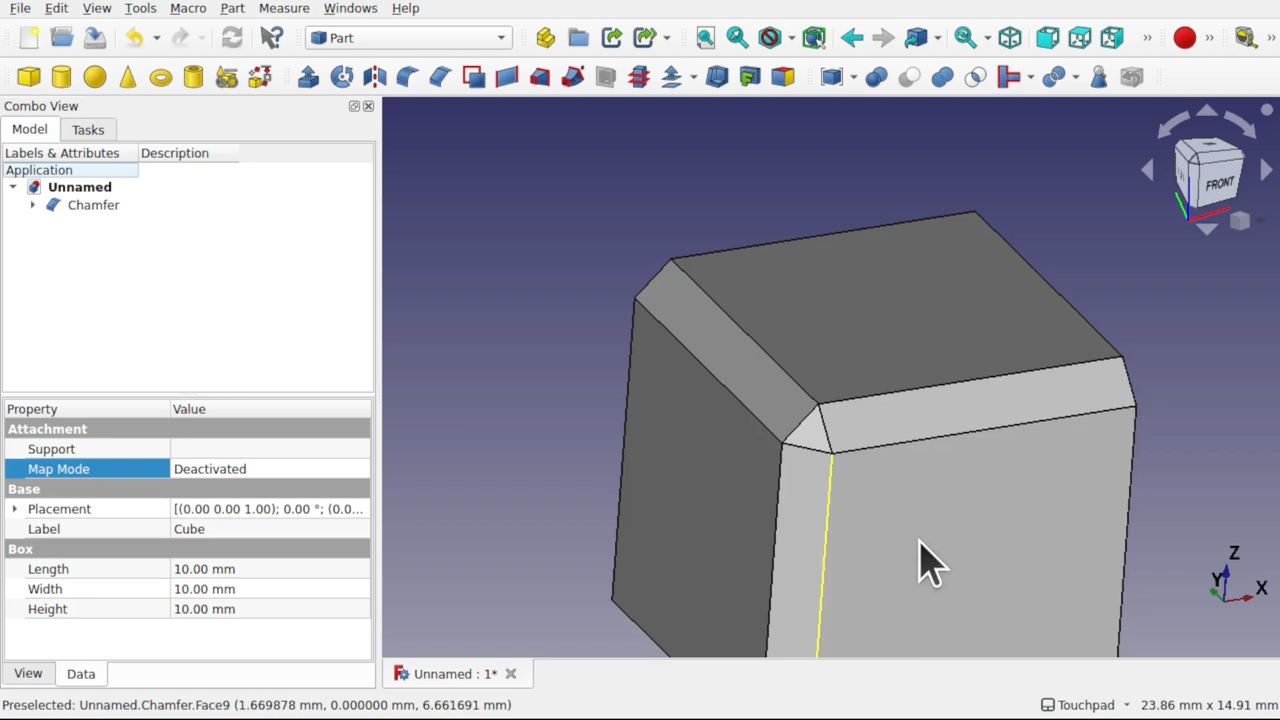 File Edit View Tools Macro Part Measure Windows Help
Part
Combo View
Model Tasks
Labels & Attributes Description
Application
Unnamed
Chamfer
Property Value
Attachment
Support
Map Mode Deactivated
Base
Placement [(0.00 0.00 1.00); 0.00 °; (0.0...
Label Cube
Box
Length 10.00 mm
Width 10.00 mm
Height 10.00 mm
View Data
FRONT
Z
Y
X
Unnamed : 1*
Preselected: Unnamed.Chamfer.Face9 (1.669878 mm, 0.000000 mm, 6.661691 mm) Touchpad 23.86 mm x 14.91 mm